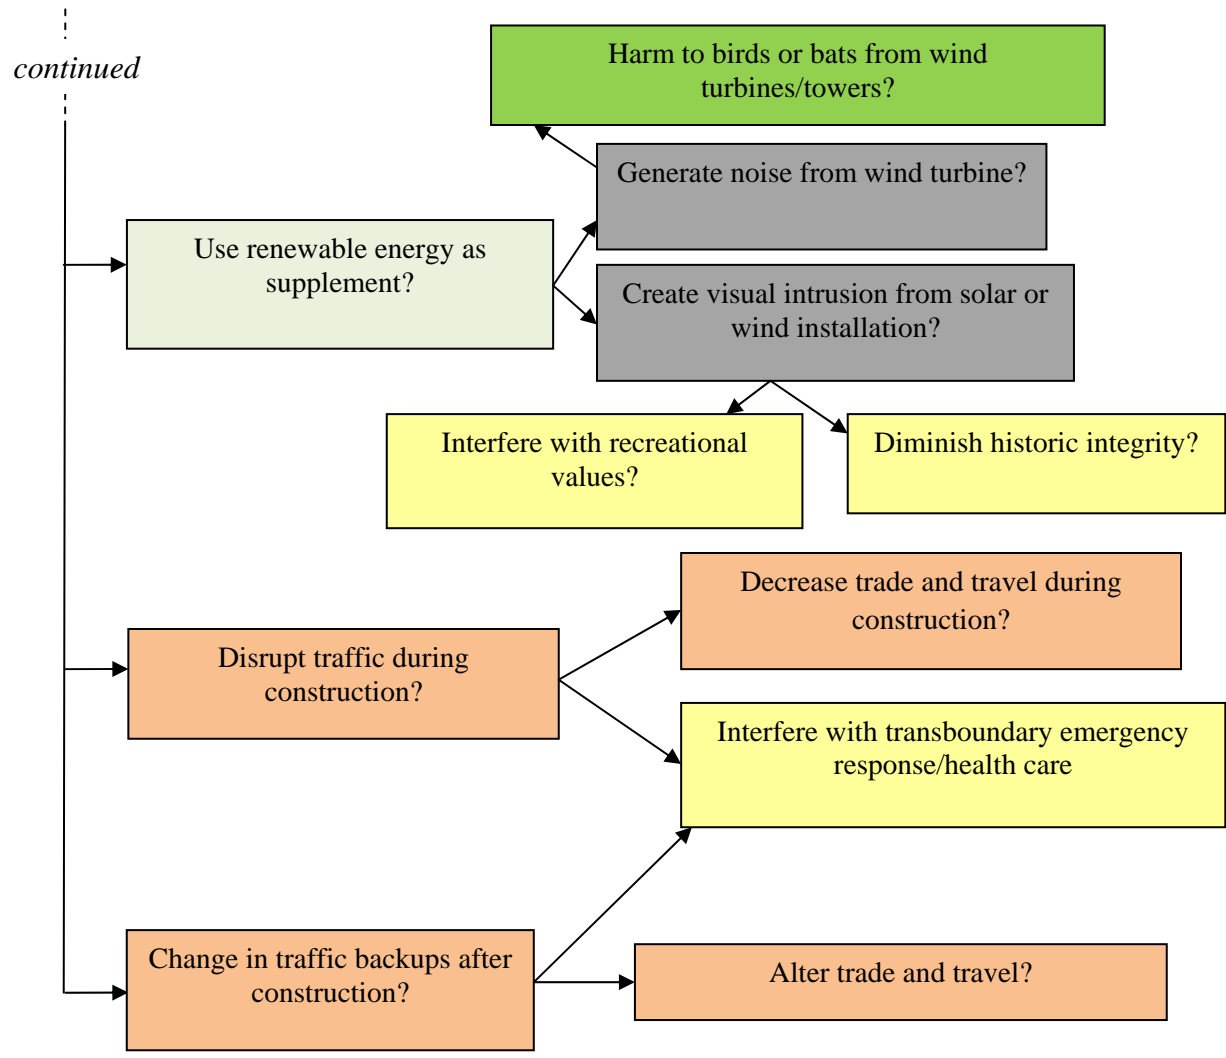 continued
Harm to birds or bats from wind
turbines/towers?
Generate noise from wind turbine?
Use renewable energy as
supplement?
Create visual intrusion from solar or
wind installation?
Interfere with recreational
values?
Diminish historic integrity?
Decrease trade and travel during
construction?
Disrupt traffic during
construction?
Interfere with transboundary emergency
response/health care
Change in traffic backups after
construction?
Alter trade and travel?